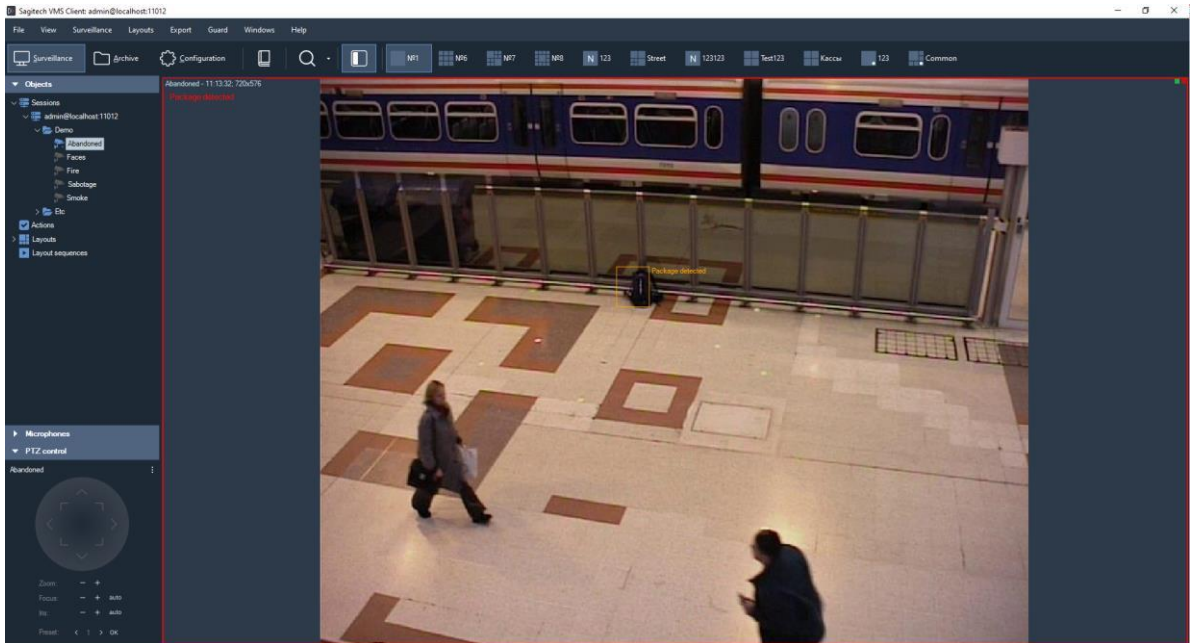 Sagitech VMS Client: admin@localhost:11012
File View Surveillance Layouts Export Guard Windows Help
Surveillance Archive Configuration №1 №6 №7 №8 N 123 Street N 123123 Test123 Кассы 123 Common
Objects
Sessions
admin@localhost:11012
Demo
Abandoned
Faces
Fire
Sabotage
Smoke
Etc
Actions
Layouts
Layout sequences
Microphones
PTZ control
Abandoned
Zoom: − +
Focus: − + auto
Iris: − + auto
Preset: < 1 > OK
Abandoned - 11:13:32; 720x576
Package detected
Package detected